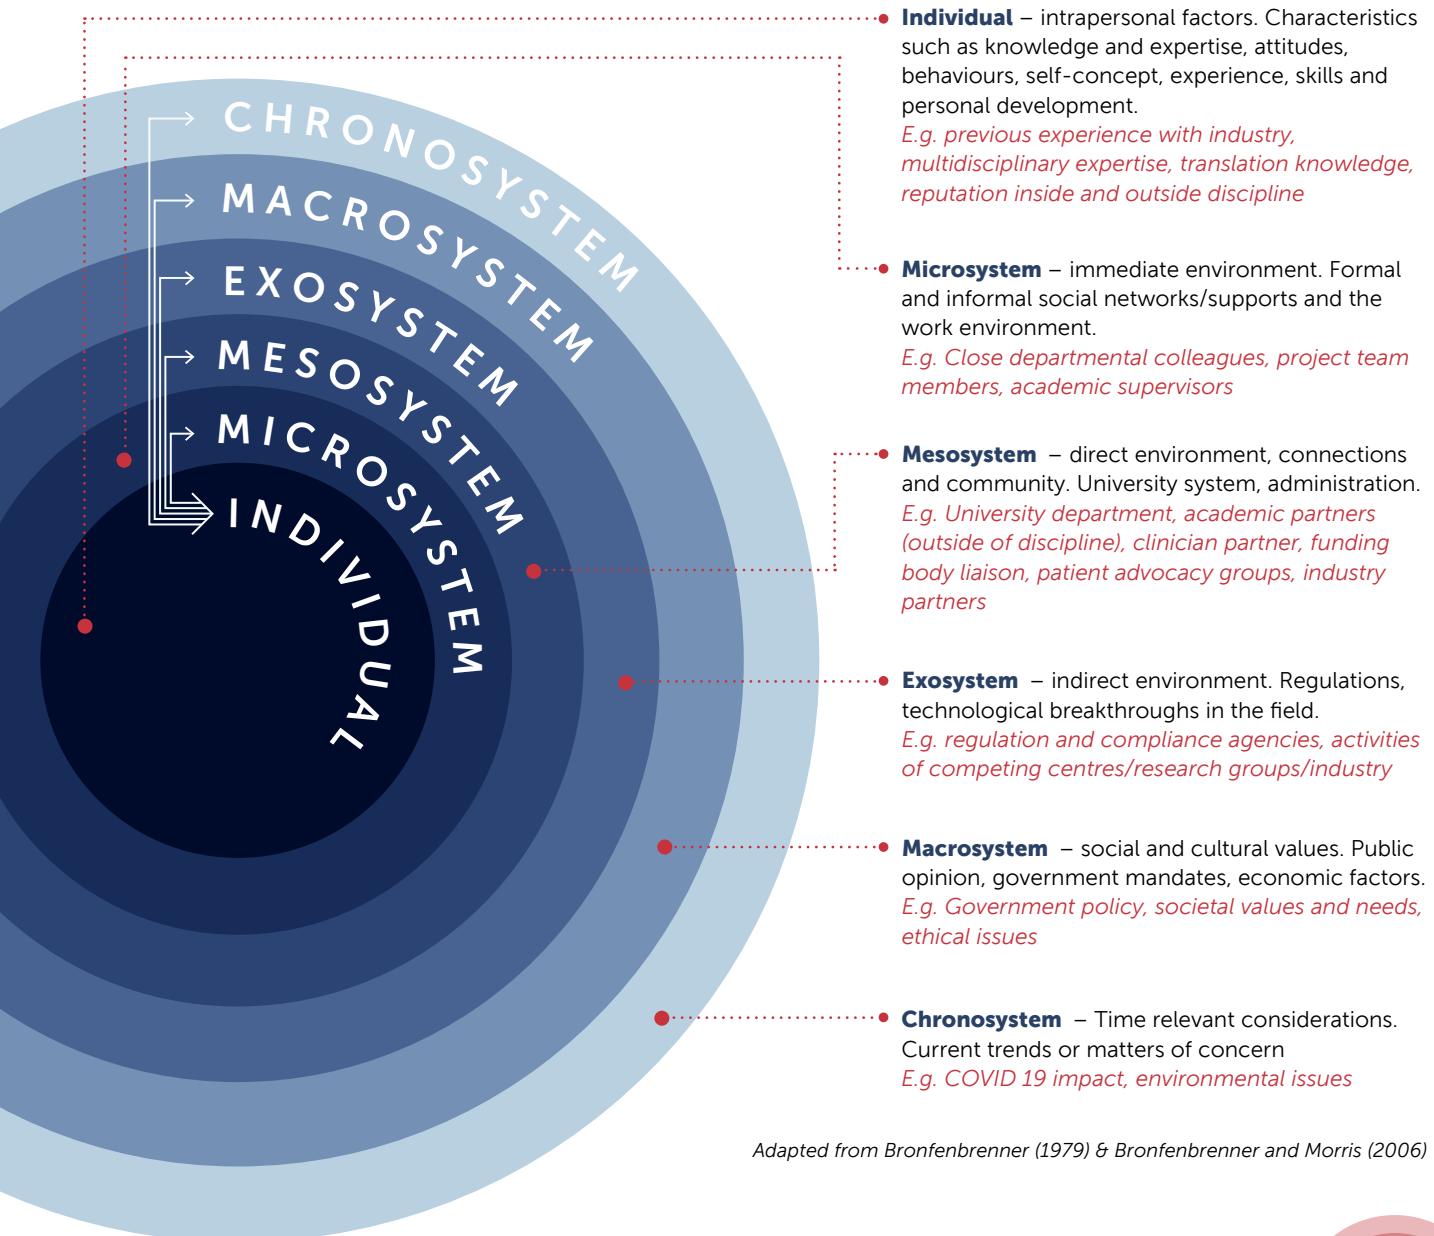 CHRONOSYSTEM
MACROSYSTEM
EXOSYSTEM
MESOSYSTEM
MICROSYSTEM
INDIVIDUAL
Individual – intrapersonal factors. Characteristics
such as knowledge and expertise, attitudes,
behaviours, self-concept, experience, skills and
personal development.
E.g. previous experience with industry,
multidisciplinary expertise, translation knowledge,
reputation inside and outside discipline
Microsystem – immediate environment. Formal
and informal social networks/supports and the
work environment.
E.g. Close departmental colleagues, project team
members, academic supervisors
Mesosystem – direct environment, connections
and community. University system, administration.
E.g. University department, academic partners
(outside of discipline), clinician partner, funding
body liaison, patient advocacy groups, industry
partners
Exosystem – indirect environment. Regulations,
technological breakthroughs in the field.
E.g. regulation and compliance agencies, activities
of competing centres/research groups/industry
Macrosystem – social and cultural values. Public
opinion, government mandates, economic factors.
E.g. Government policy, societal values and needs,
ethical issues
Chronosystem – Time relevant considerations.
Current trends or matters of concern
E.g. COVID 19 impact, environmental issues
Adapted from Bronfenbrenner (1979) & Bronfenbrenner and Morris (2006)